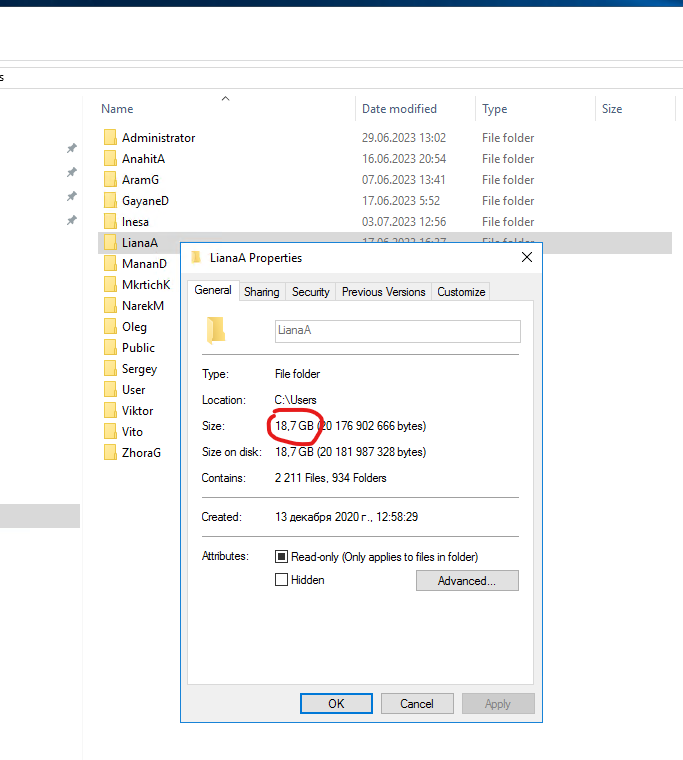 s
Name Date modified Type Size
Administrator 29.06.2023 13:02 File folder
AnahitA 16.06.2023 20:54 File folder
AramG 07.06.2023 13:41 File folder
GayaneD 17.06.2023 5:52 File folder
Inesa 03.07.2023 12:56 File folder
LianaA
MananD
MkrtichK
NarekM
Oleg
Public
Sergey
User
Viktor
Vito
ZhoraG
LianaA Properties
General Sharing Security Previous Versions Customize
LianaA
Type: File folder
Location: C:\Users
Size: 18,7 GB (20 176 902 666 bytes)
Size on disk: 18,7 GB (20 181 987 328 bytes)
Contains: 2 211 Files, 934 Folders
Created: 13 декабря 2020 г., 12:58:29
Attributes: Read-only (Only applies to files in folder)
Hidden Advanced...
OK Cancel Apply